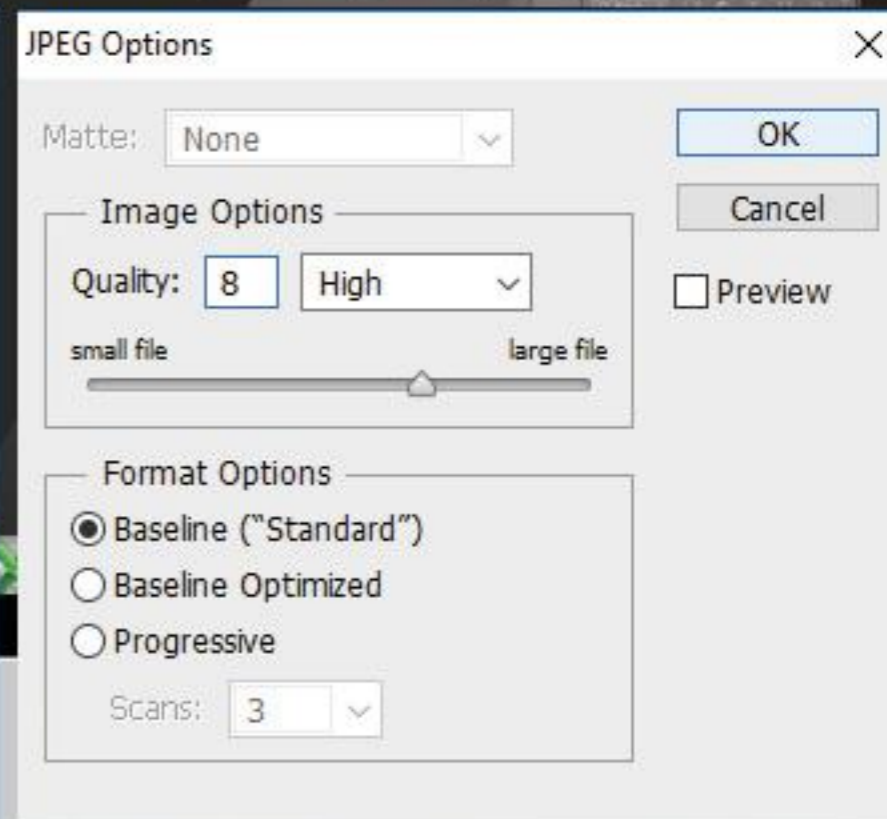 JPEG Options
Matte: None
OK
Cancel
Preview
Image Options
Quality: 8 High
small file large file
Format Options
Baseline (“Standard”)
Baseline Optimized
Progressive
Scans: 3